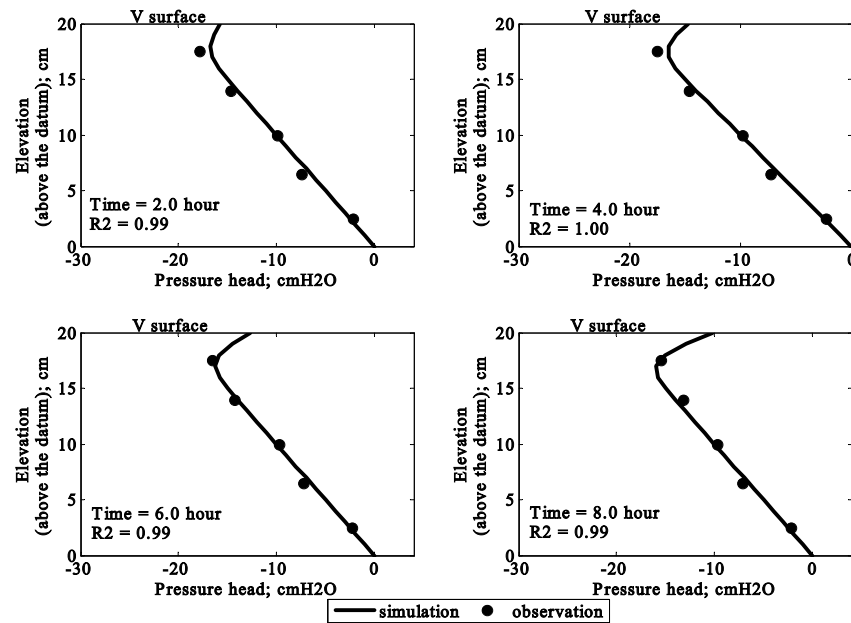 V surface
20
15
10
5
0
Elevation
(above the datum); cm
Time = 2.0 hour
R2 = 0.99
-30 -20 -10 0
Pressure head; cmH2O
V surface
20
15
10
5
0
Elevation
(above the datum); cm
Time = 4.0 hour
R2 = 1.00
-30 -20 -10 0
Pressure head; cmH2O
V surface
20
15
10
5
0
Elevation
(above the datum); cm
Time = 6.0 hour
R2 = 0.99
-30 -20 -10 0
Pressure head; cmH2O
V surface
20
15
10
5
0
Elevation
(above the datum); cm
Time = 8.0 hour
R2 = 0.99
-30 -20 -10 0
Pressure head; cmH2O
simulation observation